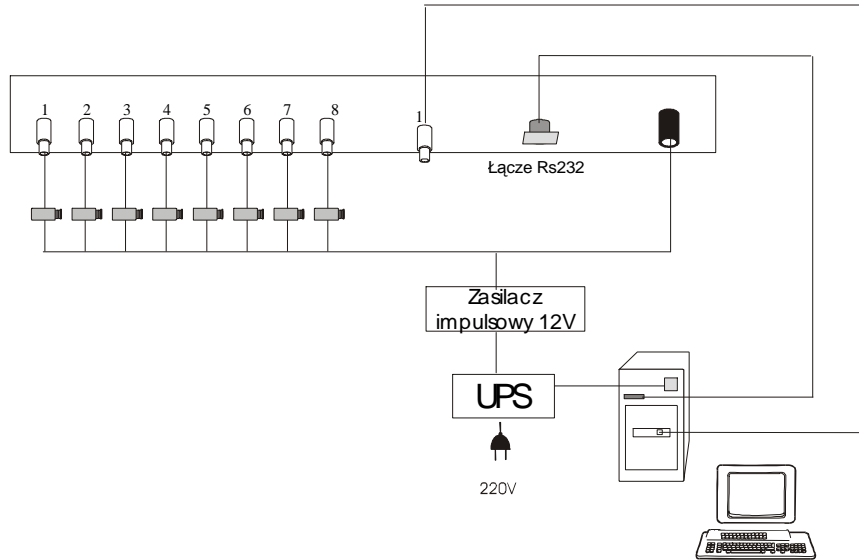 1 2 3 4 5 6 7 8 1
Łącze Rs232
Zasilacz
impulsowy 12V
UPS
220V